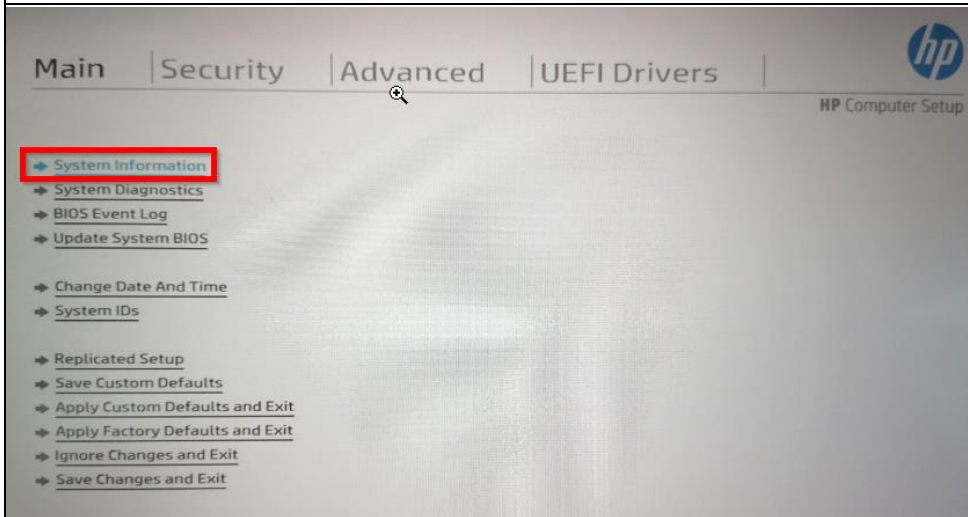 hp
Main Security Advanced UEFI Drivers
HP Computer Setup
System Information
System Diagnostics
BIOS Event Log
Update System BIOS
Change Date And Time
System IDs
Replicated Setup
Save Custom Defaults
Apply Custom Defaults and Exit
Apply Factory Defaults and Exit
Ignore Changes and Exit
Save Changes and Exit